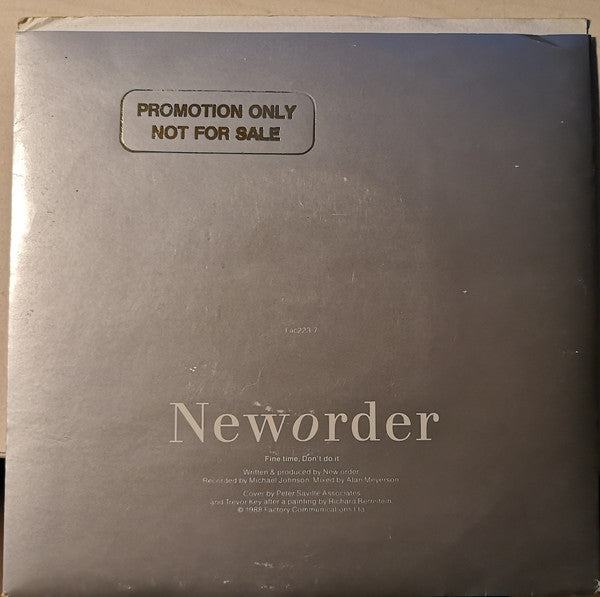 PROMOTION ONLY
NOT FOR SALE
Fac223-7
Neworder
Fine time, Don't do it
Written & produced by New order
Recorded by Michael Johnson. Mixed by Alan Meyerson
Cover by Peter Saville Associates
and Trevor Key after a painting by Richard Bernstein
© 1988 Factory Communications Ltd